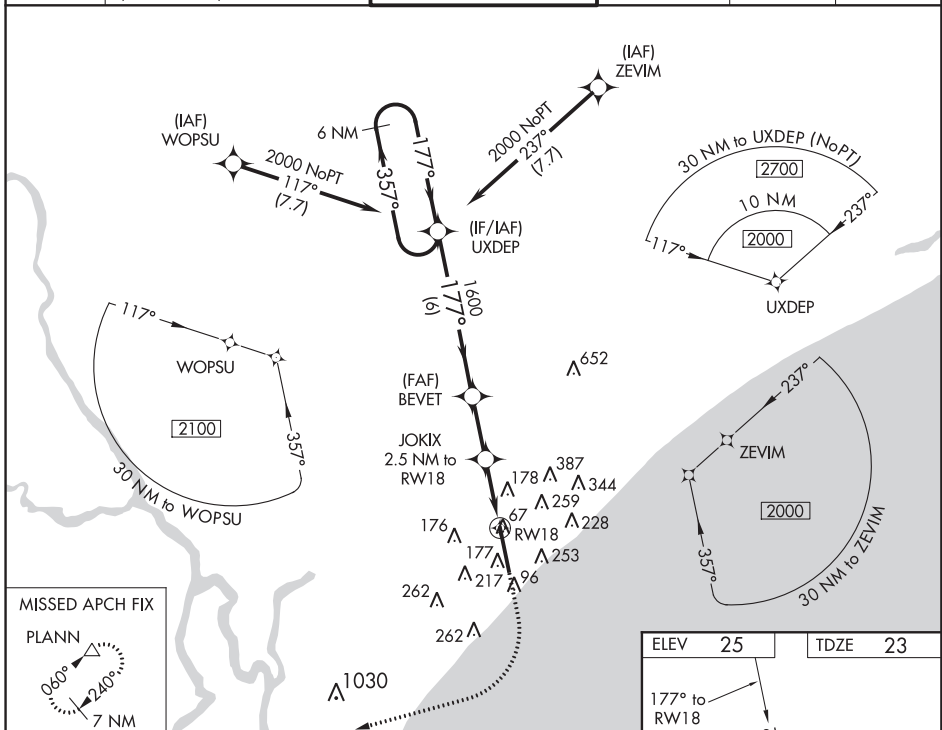 (IAF)
ZEVIM
(IAF)
WOPSU
6 NM
177°
357°
2000 NoPT
237°
(7.7)
2000 NoPT
117°
(7.7)
(IF/IAF)
UXDEP
30 NM to UXDEP (NoPT)
2700
10 NM
2000
117°
237°
UXDEP
1600
177°
(6)
117°
WOPSU
2100
357°
30 NM to WOPSU
652
(FAF)
BEVET
JOKIX
2.5 NM to
RW18
178
387
344
259
67
228
176
RW18
177
253
217
96
262
262
1030
237°
ZEVIM
2000
357°
30 NM to ZEVIM
MISSED APCH FIX
PLANN
060°
240°
7 NM
ELEV 25
TDZE 23
177° to
RW18